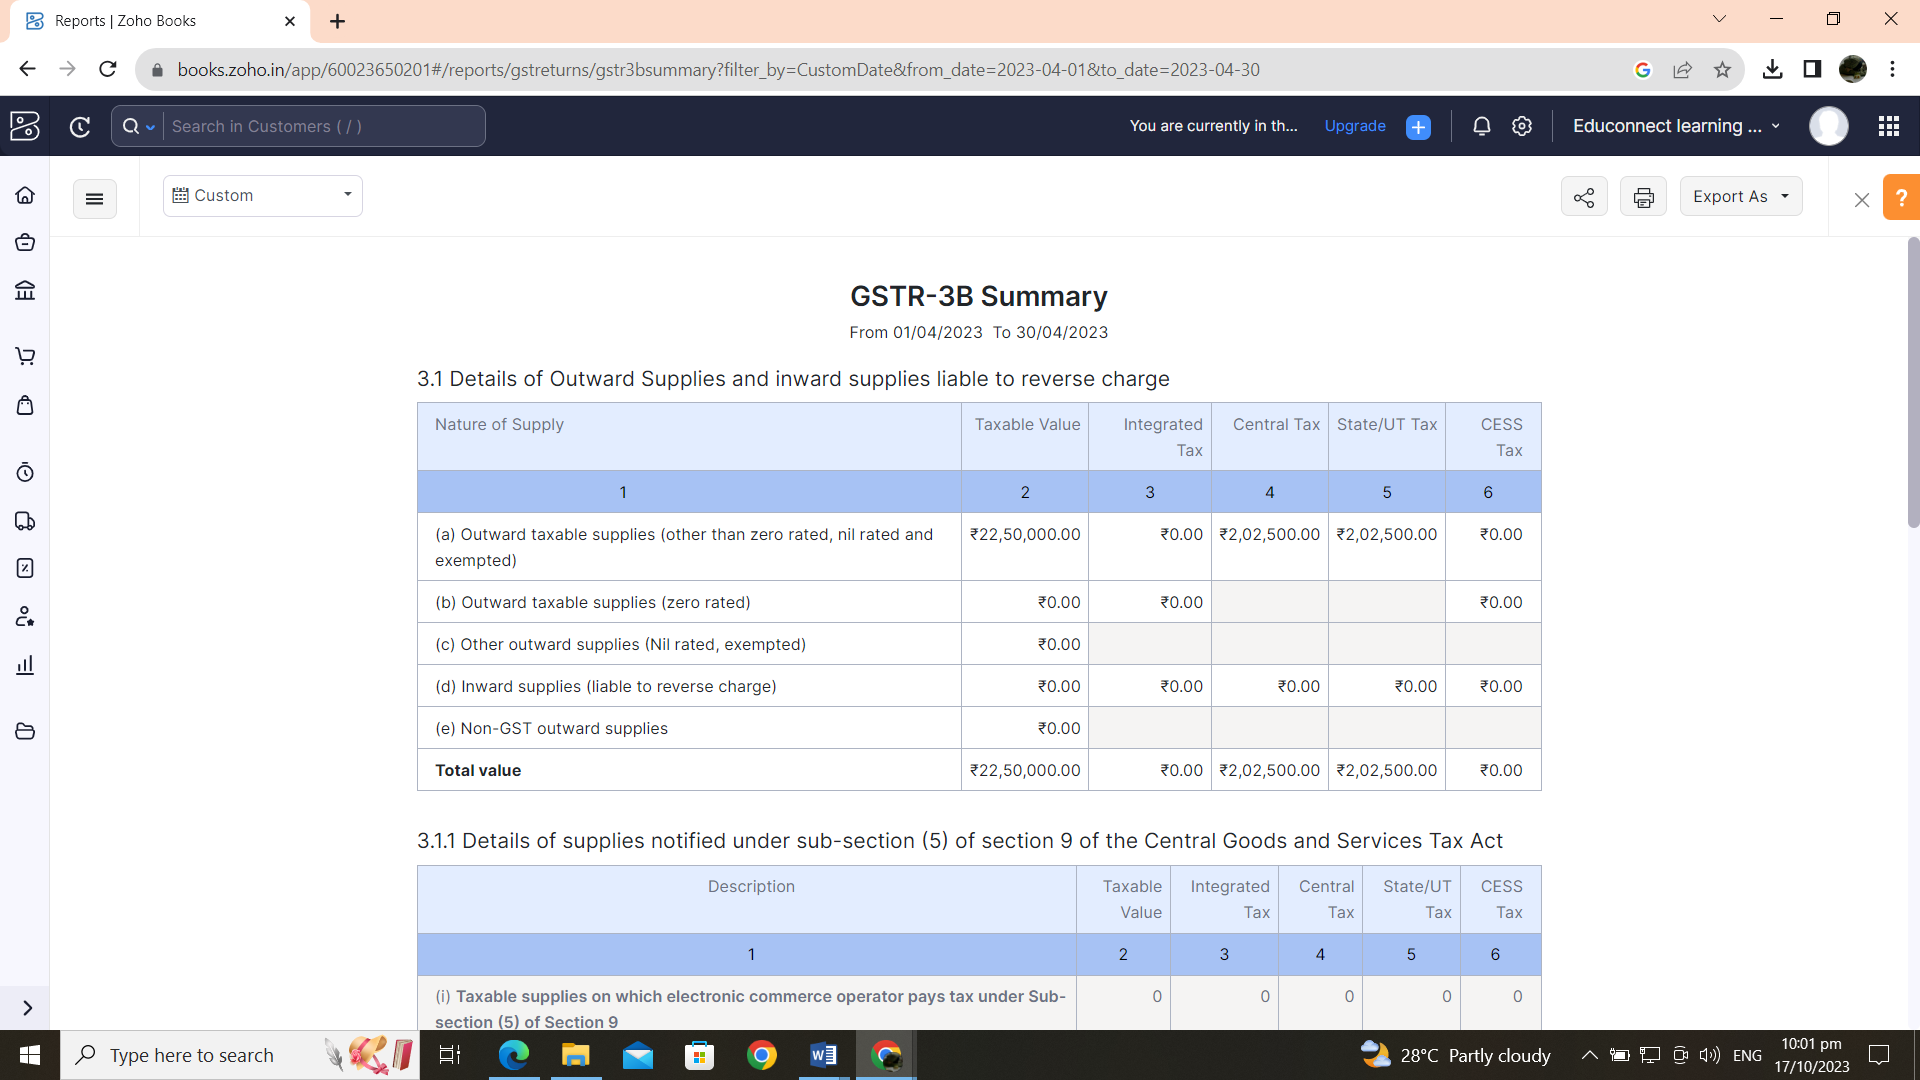 Reports | Zoho Books
books.zoho.in/app/60023650201#/reports/gstreturns/gstr3bsummary?filter_by=CustomDate&from_date=2023-04-01&to_date=2023-04-30
Search in Customers ( / )
You are currently in th... Upgrade
Educonnect learning ...
Custom
Export As
?
GSTR-3B Summary
From 01/04/2023 To 30/04/2023
3.1 Details of Outward Supplies and inward supplies liable to reverse charge
Nature of Supply Taxable Value Integrated Tax Central Tax State/UT Tax CESS Tax
1 2 3 4 5 6
(a) Outward taxable supplies (other than zero rated, nil rated and exempted) ₹22,50,000.00 ₹0.00 ₹2,02,500.00 ₹2,02,500.00 ₹0.00
(b) Outward taxable supplies (zero rated) ₹0.00 ₹0.00 ₹0.00
(c) Other outward supplies (Nil rated, exempted) ₹0.00
(d) Inward supplies (liable to reverse charge) ₹0.00 ₹0.00 ₹0.00 ₹0.00 ₹0.00
(e) Non-GST outward supplies ₹0.00
Total value ₹22,50,000.00 ₹0.00 ₹2,02,500.00 ₹2,02,500.00 ₹0.00
3.1.1 Details of supplies notified under sub-section (5) of section 9 of the Central Goods and Services Tax Act
Description Taxable Value Integrated Tax Central Tax State/UT Tax CESS Tax
1 2 3 4 5 6
(i) Taxable supplies on which electronic commerce operator pays tax under Sub-section (5) of Section 9 0 0 0 0 0
Type here to search
28°C Partly cloudy
ENG
10:01 pm
17/10/2023